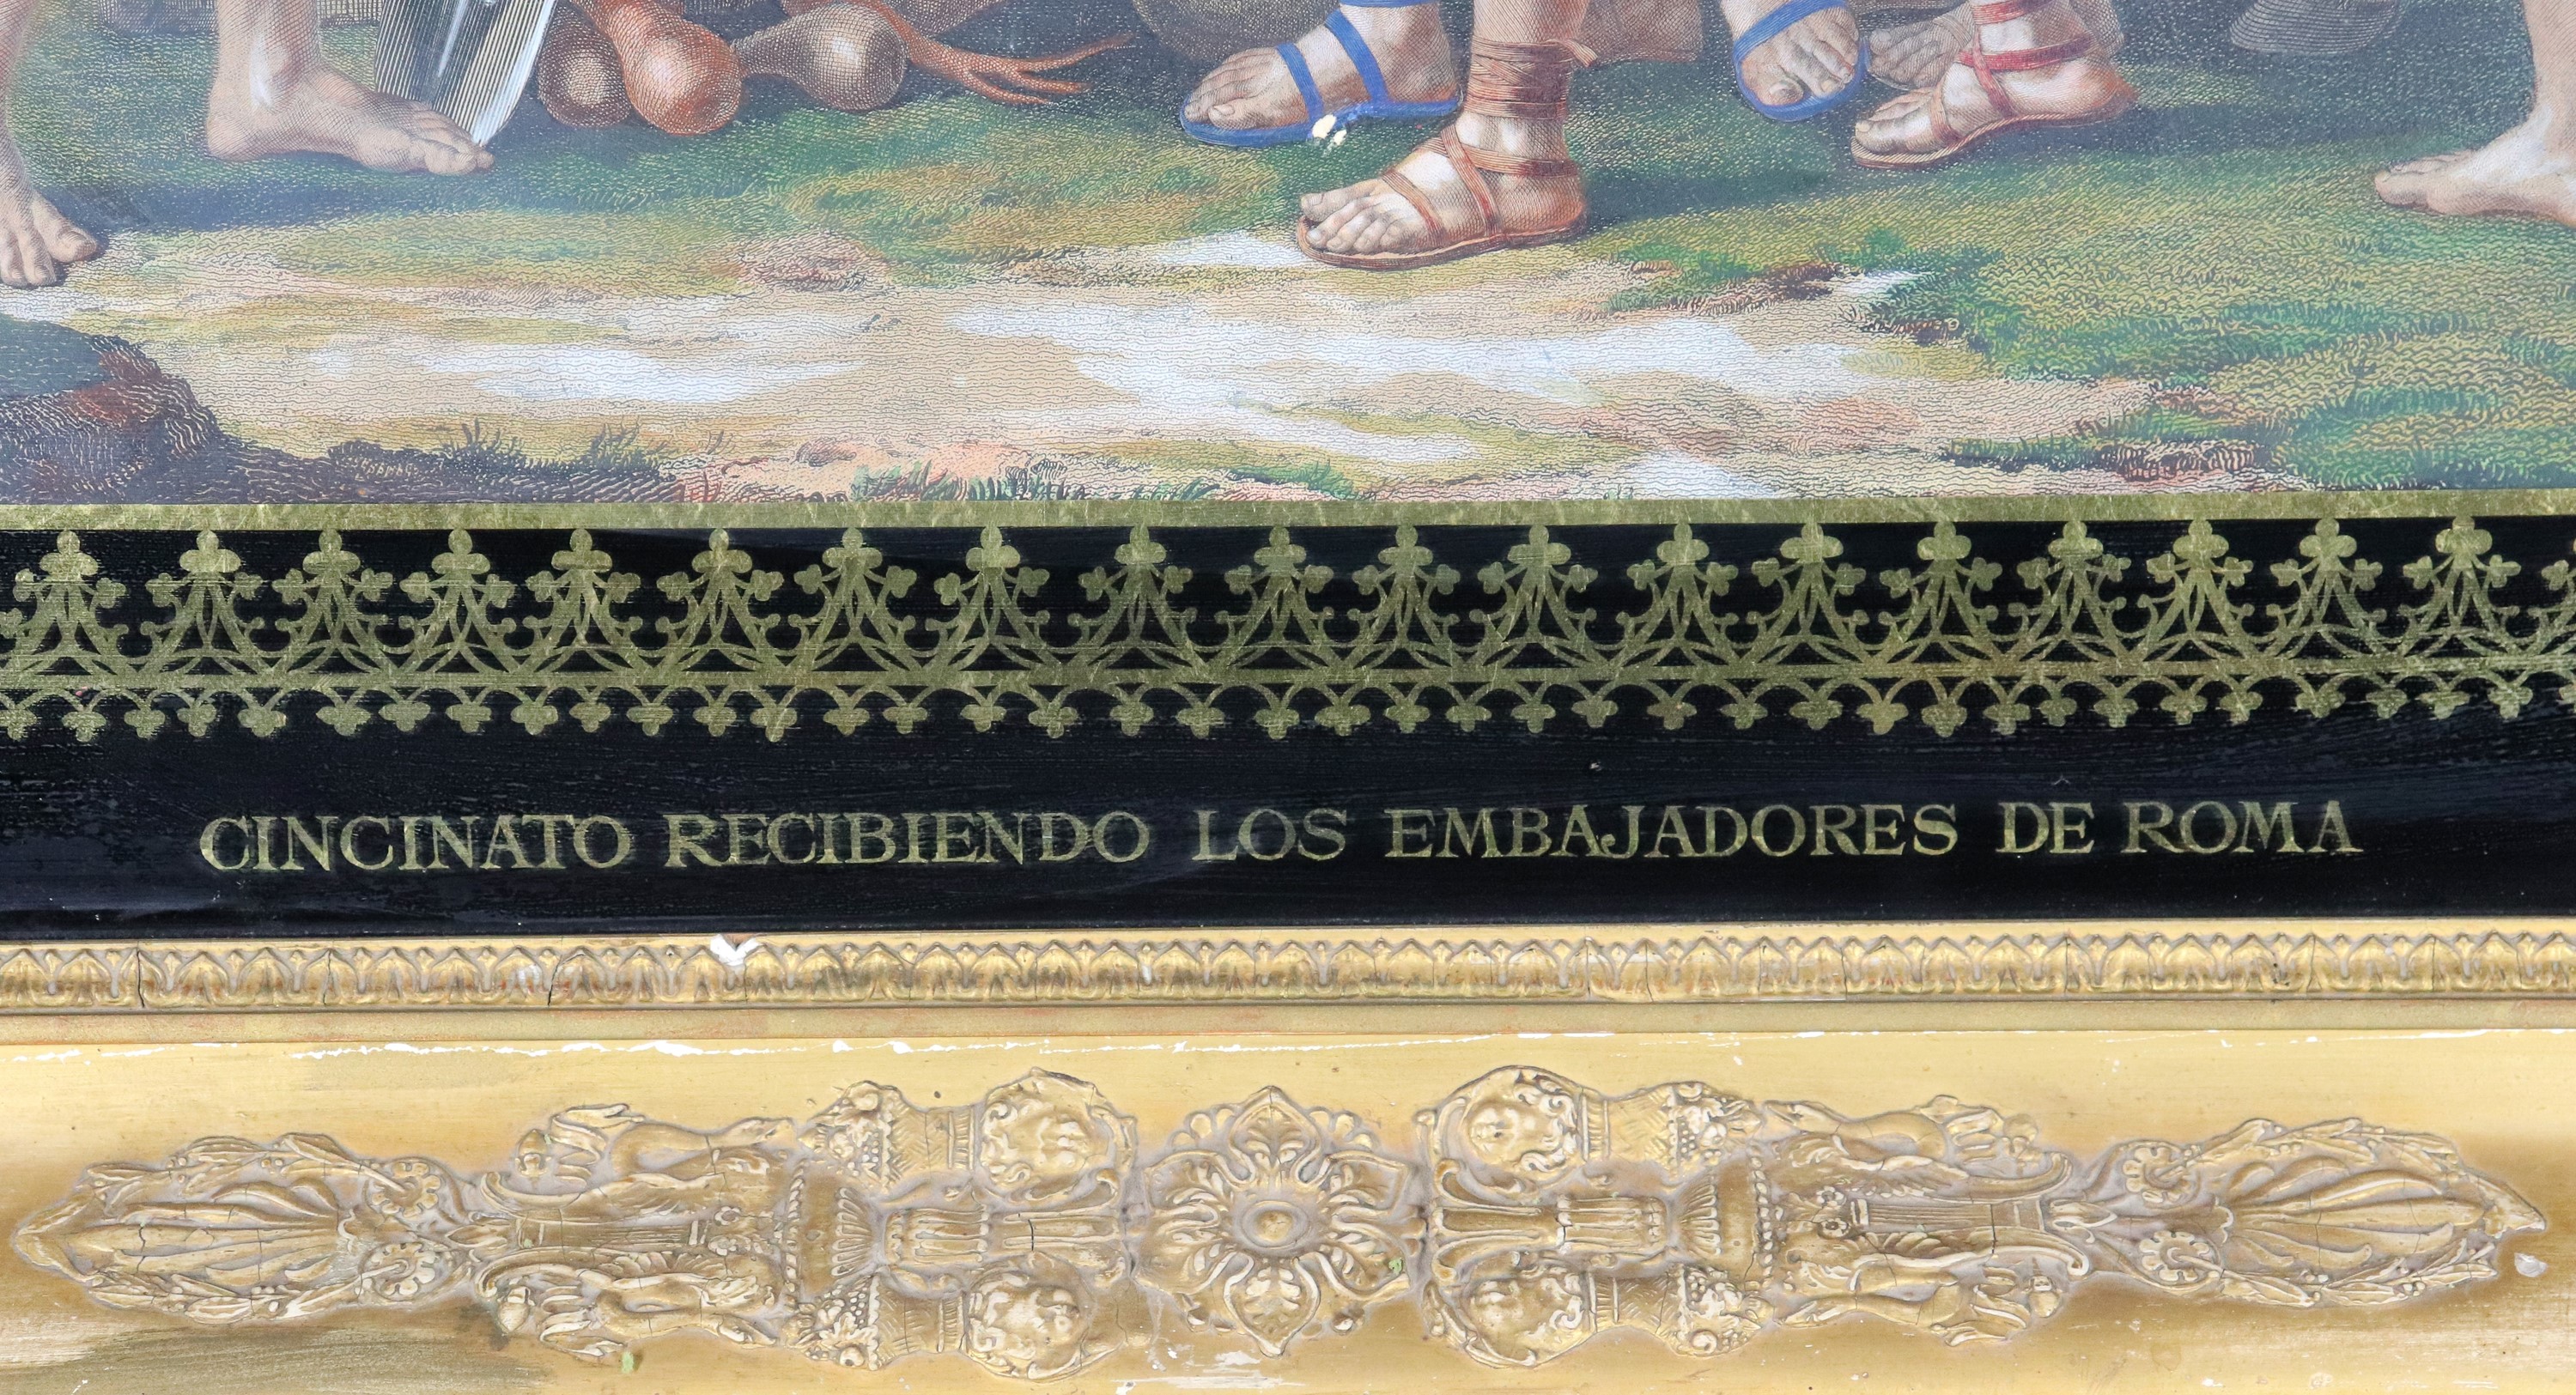 CINCINATO RECIBIENDO LOS EMBAJADORES DE ROMA